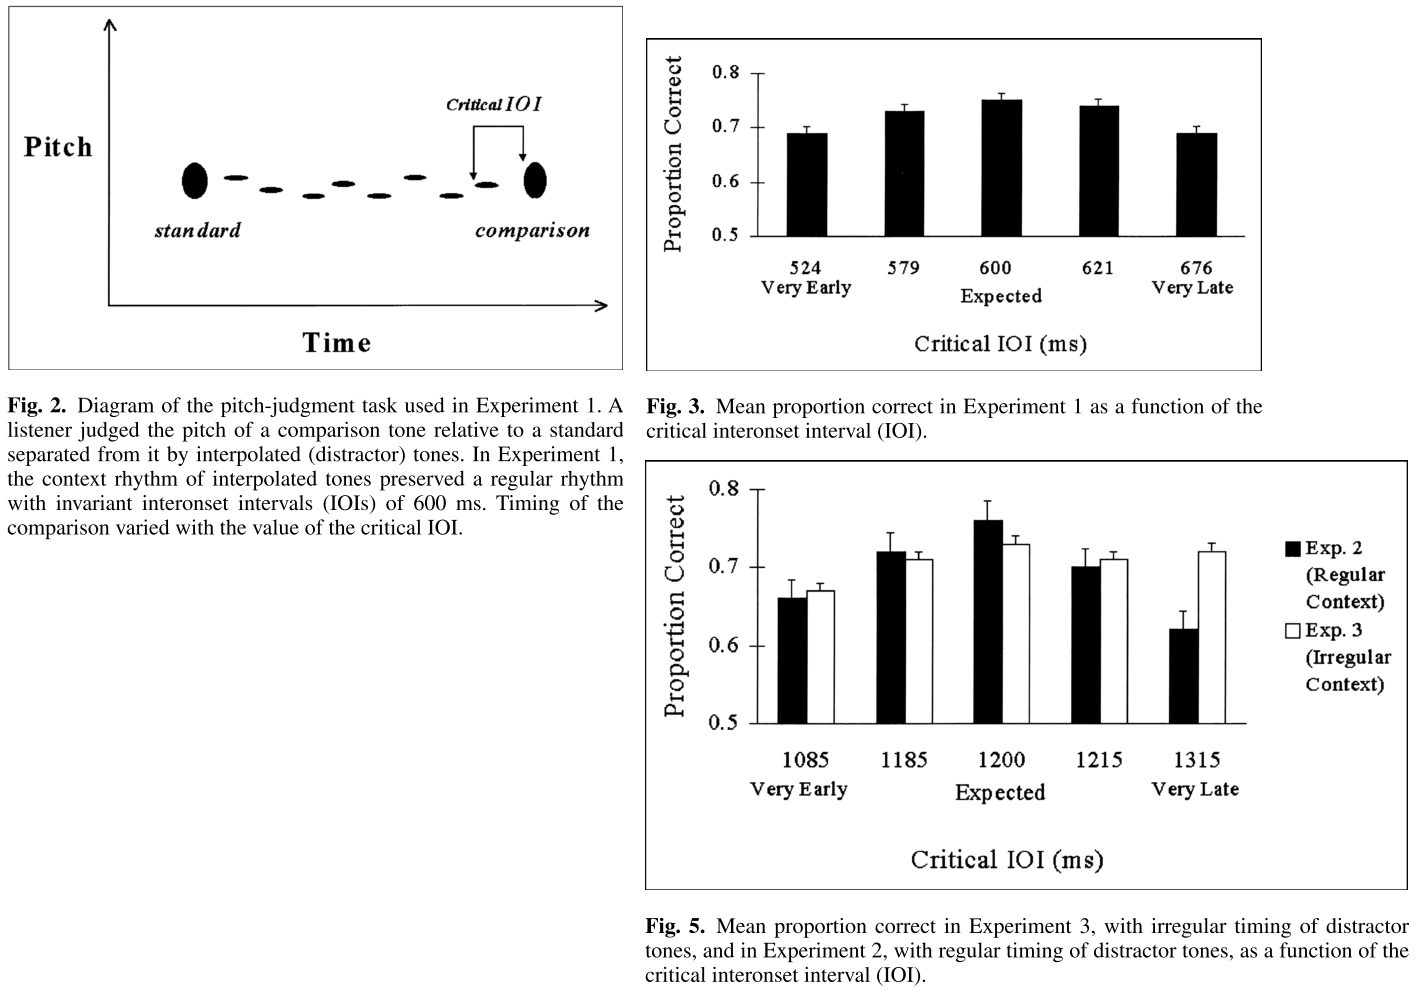 Critical IOI
Pitch
standard
comparison
Time
Fig. 2. Diagram of the pitch-judgment task used in Experiment 1. A
listener judged the pitch of a comparison tone relative to a standard
separated from it by interpolated (distractor) tones. In Experiment 1,
the context rhythm of interpolated tones preserved a regular rhythm
with invariant interonset intervals (IOIs) of 600 ms. Timing of the
comparison varied with the value of the critical IOI.
Proportion Correct
0.8
0.7
0.6
0.5
524 579 600 621 676
Very Early Expected Very Late
Critical IOI (ms)
Fig. 3. Mean proportion correct in Experiment 1 as a function of the
critical interonset interval (IOI).
Proportion Correct
0.8
0.7
0.6
0.5
1085 1185 1200 1215 1315
Very Early Expected Very Late
Critical IOI (ms)
Exp. 2
(Regular
Context)
Exp. 3
(Irregular
Context)
Fig. 5. Mean proportion correct in Experiment 3, with irregular timing of distractor
tones, and in Experiment 2, with regular timing of distractor tones, as a function of the
critical interonset interval (IOI).